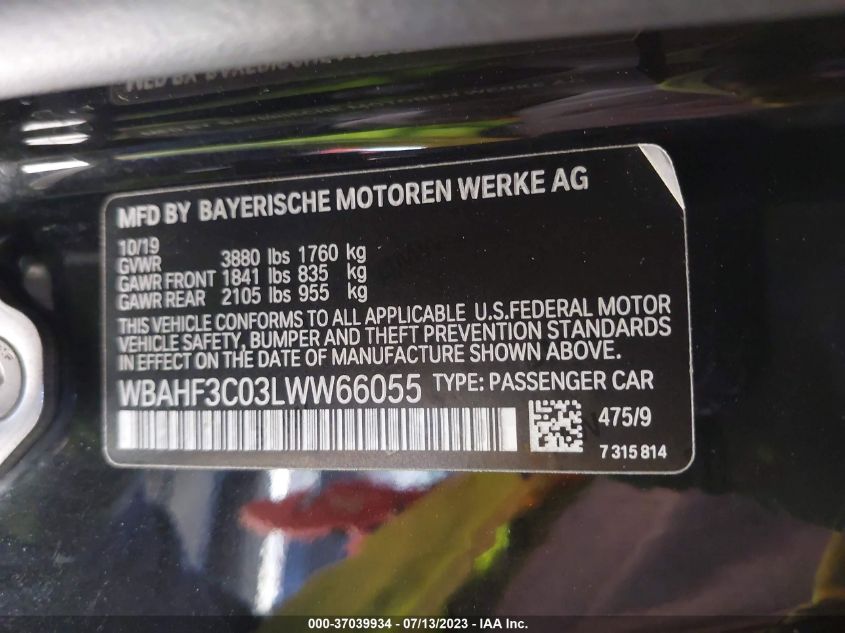 MFD BY BAYERISCHE MOTOREN WERKE AG
10/19
GVWR 3880 lbs 1760 kg
GAWR FRONT 1841 lbs 835 kg
GAWR REAR 2105 lbs 955 kg
THIS VEHICLE CONFORMS TO ALL APPLICABLE U.S.FEDERAL MOTOR
VEHICLE SAFETY, BUMPER AND THEFT PREVENTION STANDARDS
IN EFFECT ON THE DATE OF MANUFACTURE SHOWN ABOVE.
WBAHF3C03LWW66055 TYPE: PASSENGER CAR
475/9
7 315 814
000-37039934 - 07/13/2023 - IAA Inc.